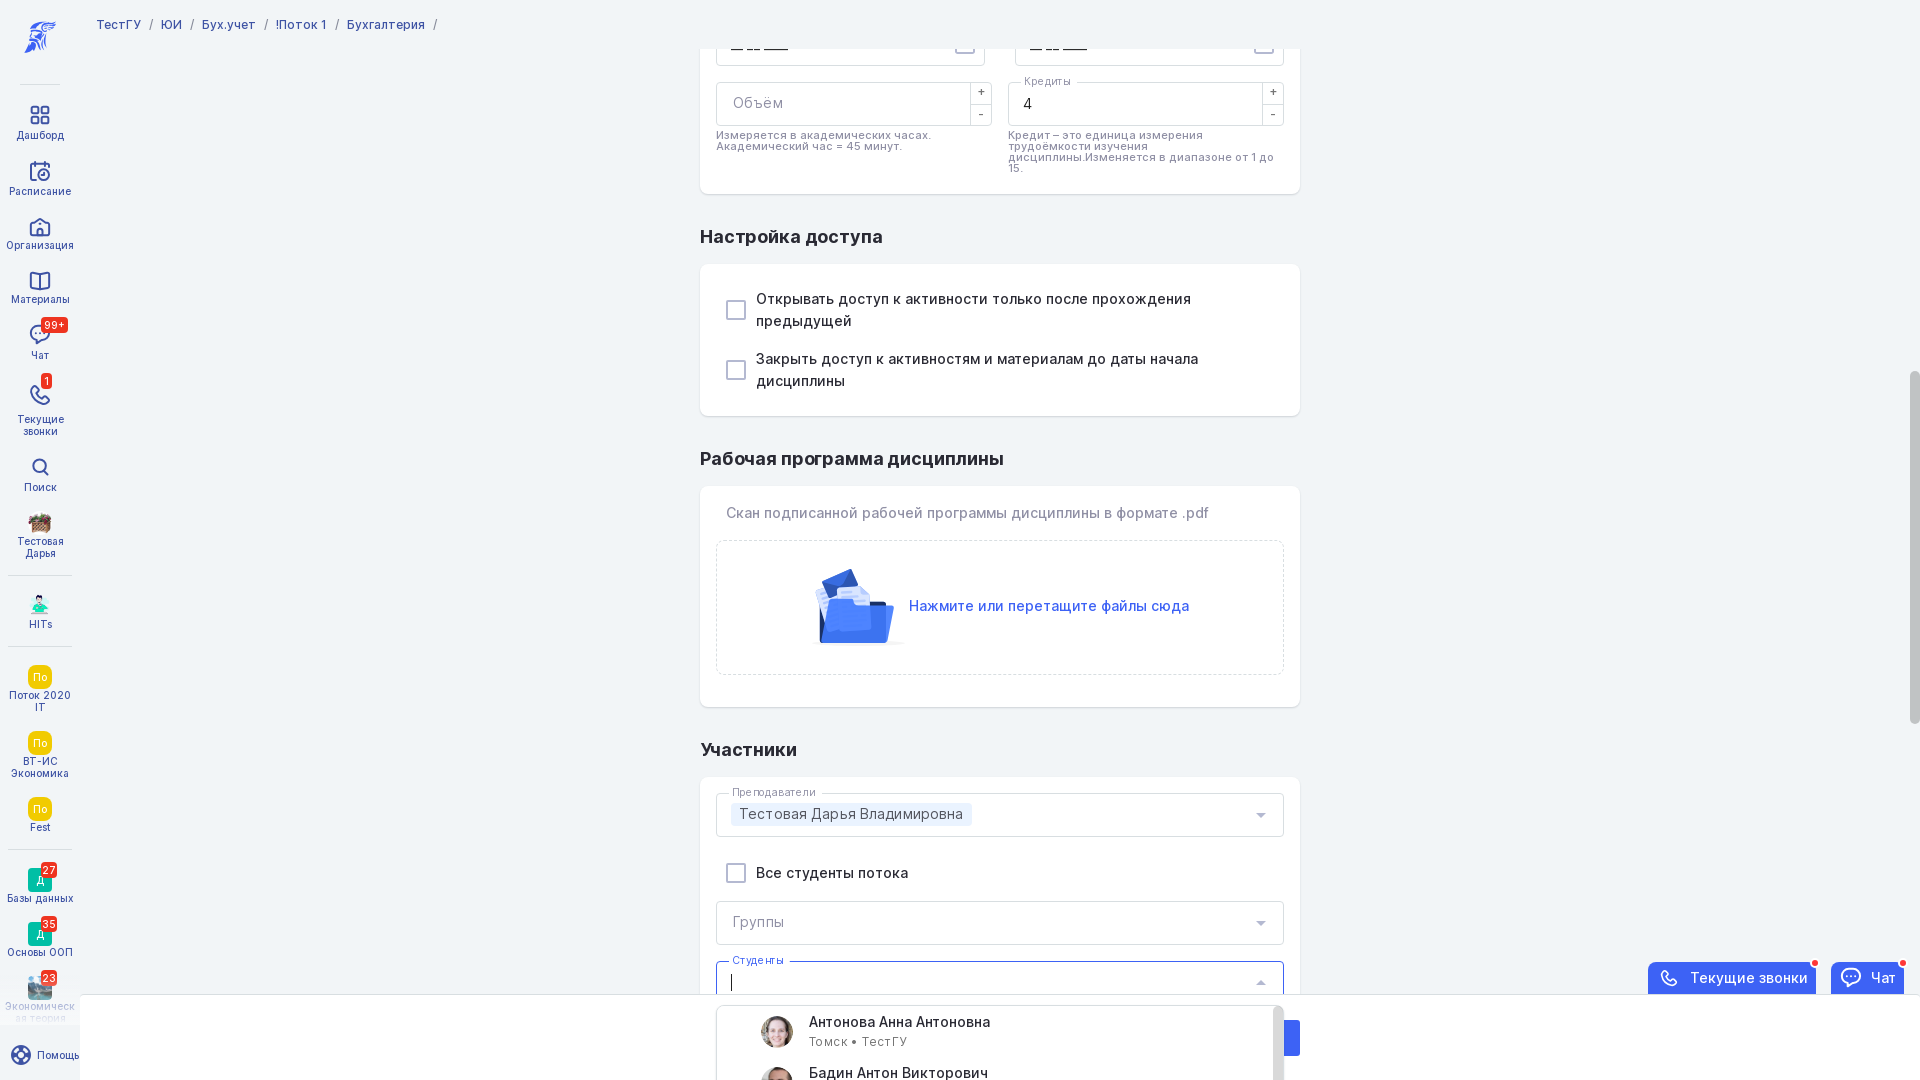 ТестГУ / ЮИ / Бух.учет / !Поток 1 / Бухгалтерия /
Дашборд
Расписание
Организация
Материалы
99+
Чат
1
Текущие
звонки
Поиск
Тестовая
Дарья
HITs
По
Поток 2020
IT
По
ВТ-ИС
Экономика
По
Fest
27
Д
Базы данных
35
Д
Основы ООП
23
Экономическ
ая теория
Помощь
Объём
+
-
Измеряется в академических часах.
Академический час = 45 минут.
Кредиты
4
+
-
Кредит – это единица измерения
трудоёмкости изучения
дисциплины.Изменяется в диапазоне от 1 до
15.
Настройка доступа
Открывать доступ к активности только после прохождения
предыдущей
Закрыть доступ к активностям и материалам до даты начала
дисциплины
Рабочая программа дисциплины
Скан подписанной рабочей программы дисциплины в формате .pdf
Нажмите или перетащите файлы сюда
Участники
Преподаватели
Тестовая Дарья Владимировна
Все студенты потока
Группы
Студенты
Антонова Анна Антоновна
Томск • ТестГУ
Бадин Антон Викторович
Текущие звонки
Чат